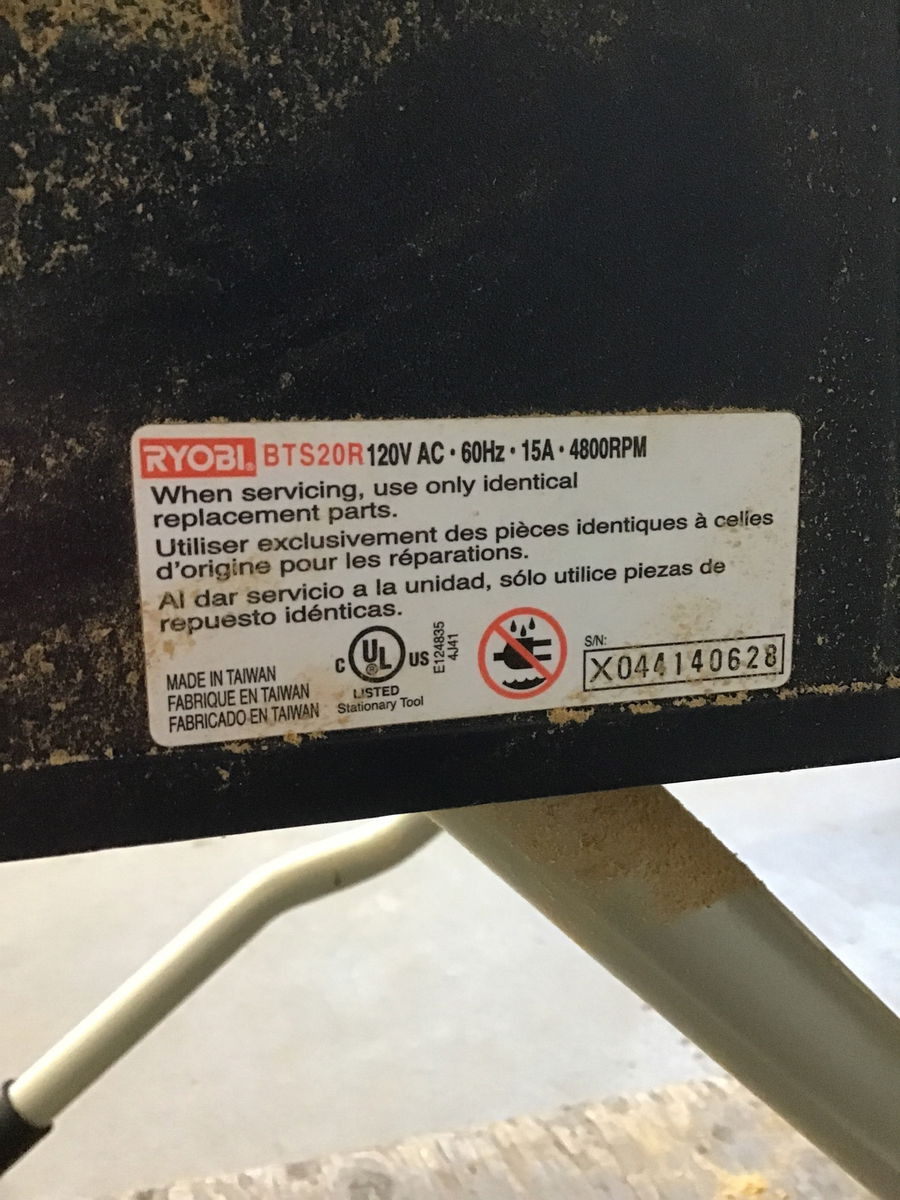 RYOBI. BTS20R 120V AC • 60Hz • 15A • 4800RPM
When servicing, use only identical
replacement parts.
Utiliser exclusivement des pièces identiques à celles
d'origine pour les réparations.
Al dar servicio a la unidad, sólo utilice piezas de
repuesto idénticas.
MADE IN TAIWAN
FABRIQUE EN TAIWAN
FABRICADO EN TAIWAN
C UL US
LISTED
Stationary Tool
E124835
4J41
S/N:
X044140628